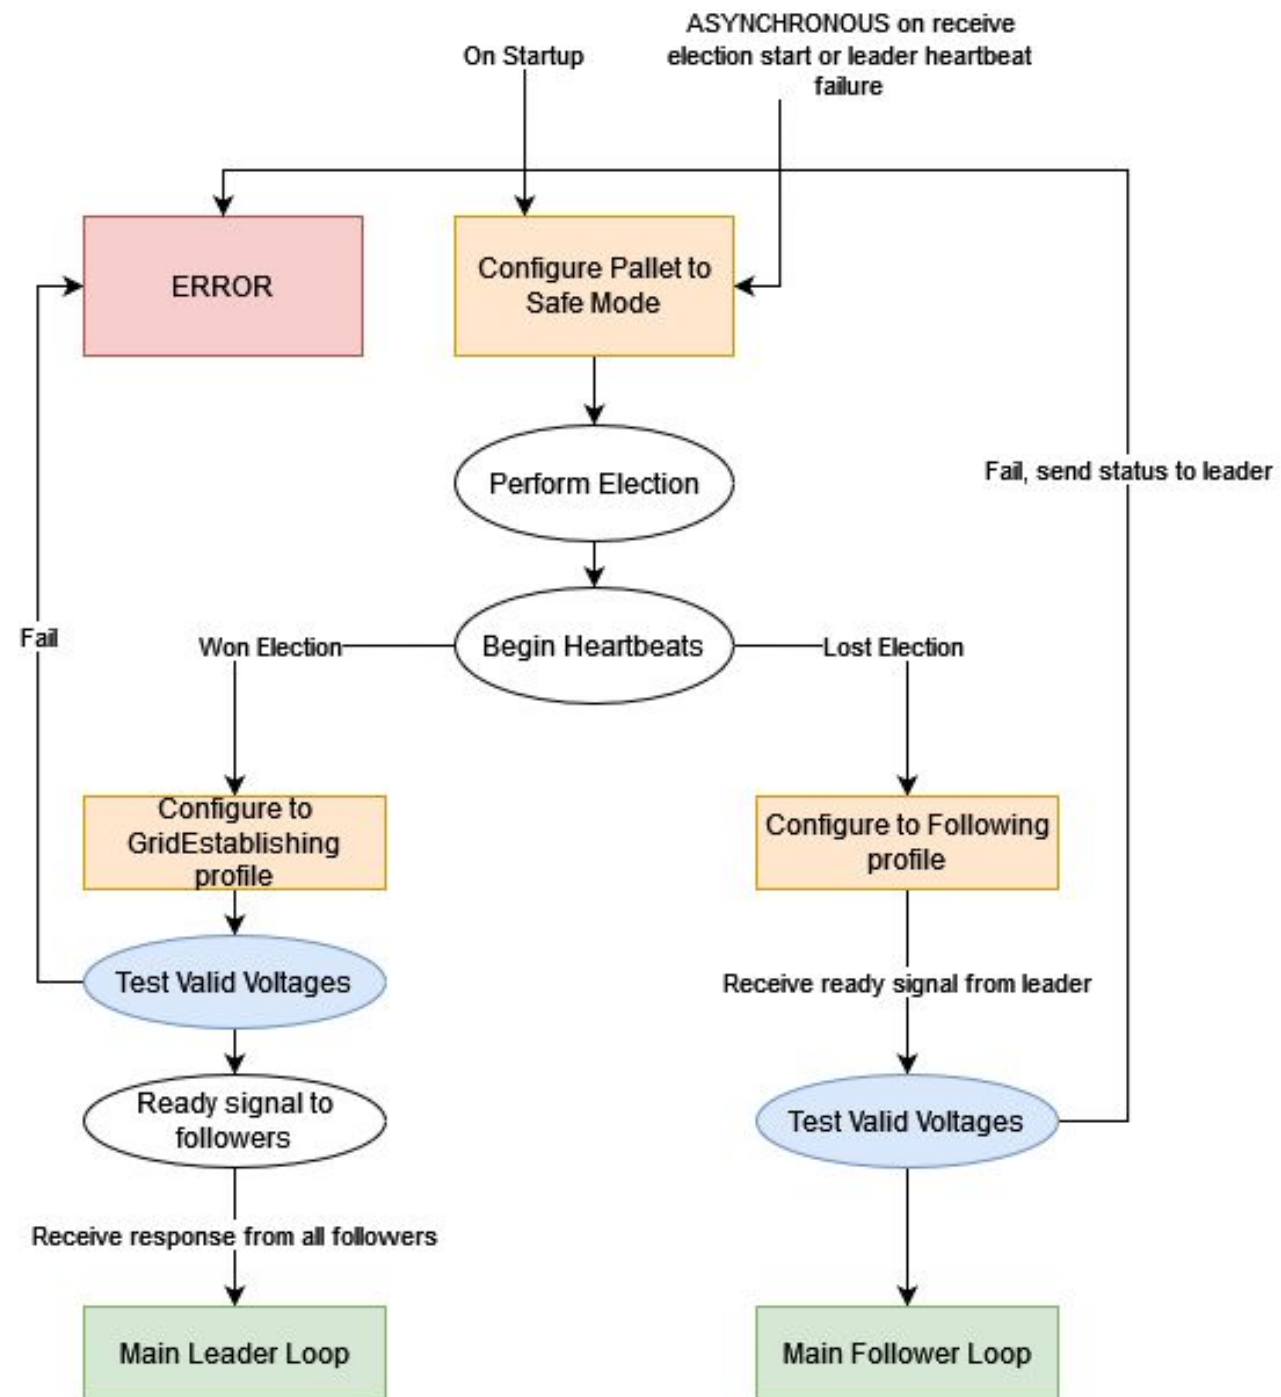 ASYNCHRONOUS on receive
election start or leader heartbeat
failure
On Startup
ERROR
Configure Pallet to
Safe Mode
Perform Election
Fail, send status to leader
Fail
Won Election
Begin Heartbeats
Lost Election
Configure to
GridEstablishing
profile
Configure to Following
profile
Test Valid Voltages
Receive ready signal from leader
Ready signal to
followers
Test Valid Voltages
Receive response from all followers
Main Leader Loop
Main Follower Loop